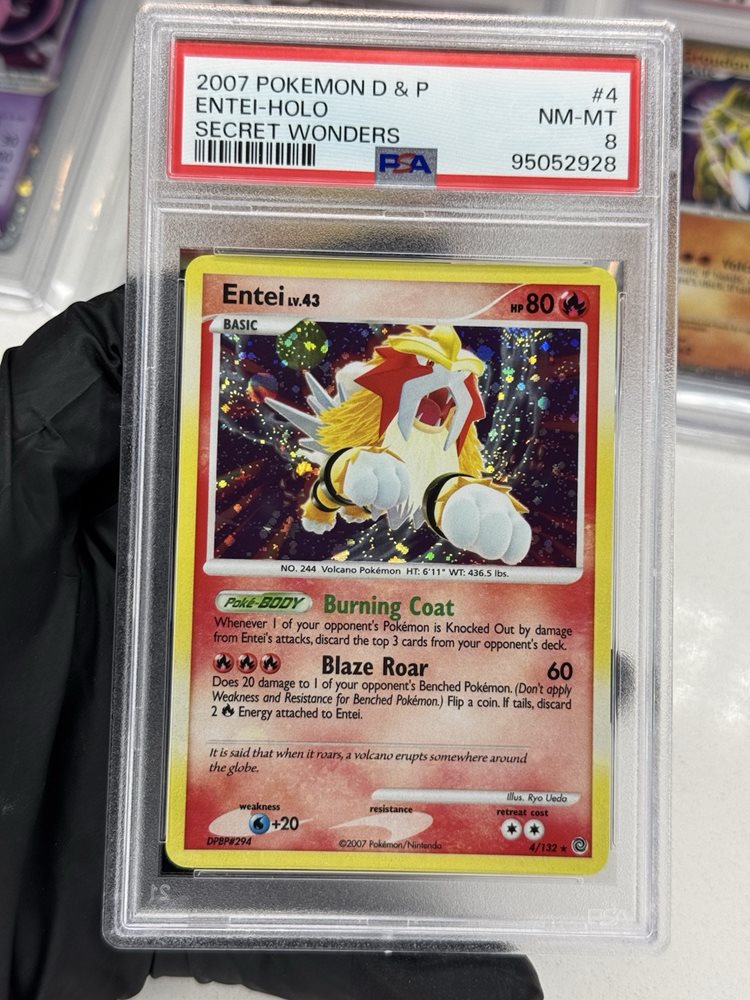 2007 POKEMON D & P #4
ENTEI-HOLO NM-MT
SECRET WONDERS 8
PSA 95052928
Entei LV.43 HP 80
BASIC
NO. 244 Volcano Pokémon HT: 6'11" WT: 436.5 lbs.
Poké-BODY Burning Coat
Whenever 1 of your opponent's Pokémon is Knocked Out by damage
from Entei's attacks, discard the top 3 cards from your opponent's deck.
Blaze Roar 60
Does 20 damage to 1 of your opponent's Benched Pokémon. (Don't apply
Weakness and Resistance for Benched Pokémon.) Flip a coin. If tails, discard
2 Energy attached to Entei.
It is said that when it roars, a volcano erupts somewhere around
the globe.
Illus. Ryo Ueda
weakness resistance retreat cost
+20
DPBP#294 ©2007 Pokémon/Nintendo 4/132
21 PSA